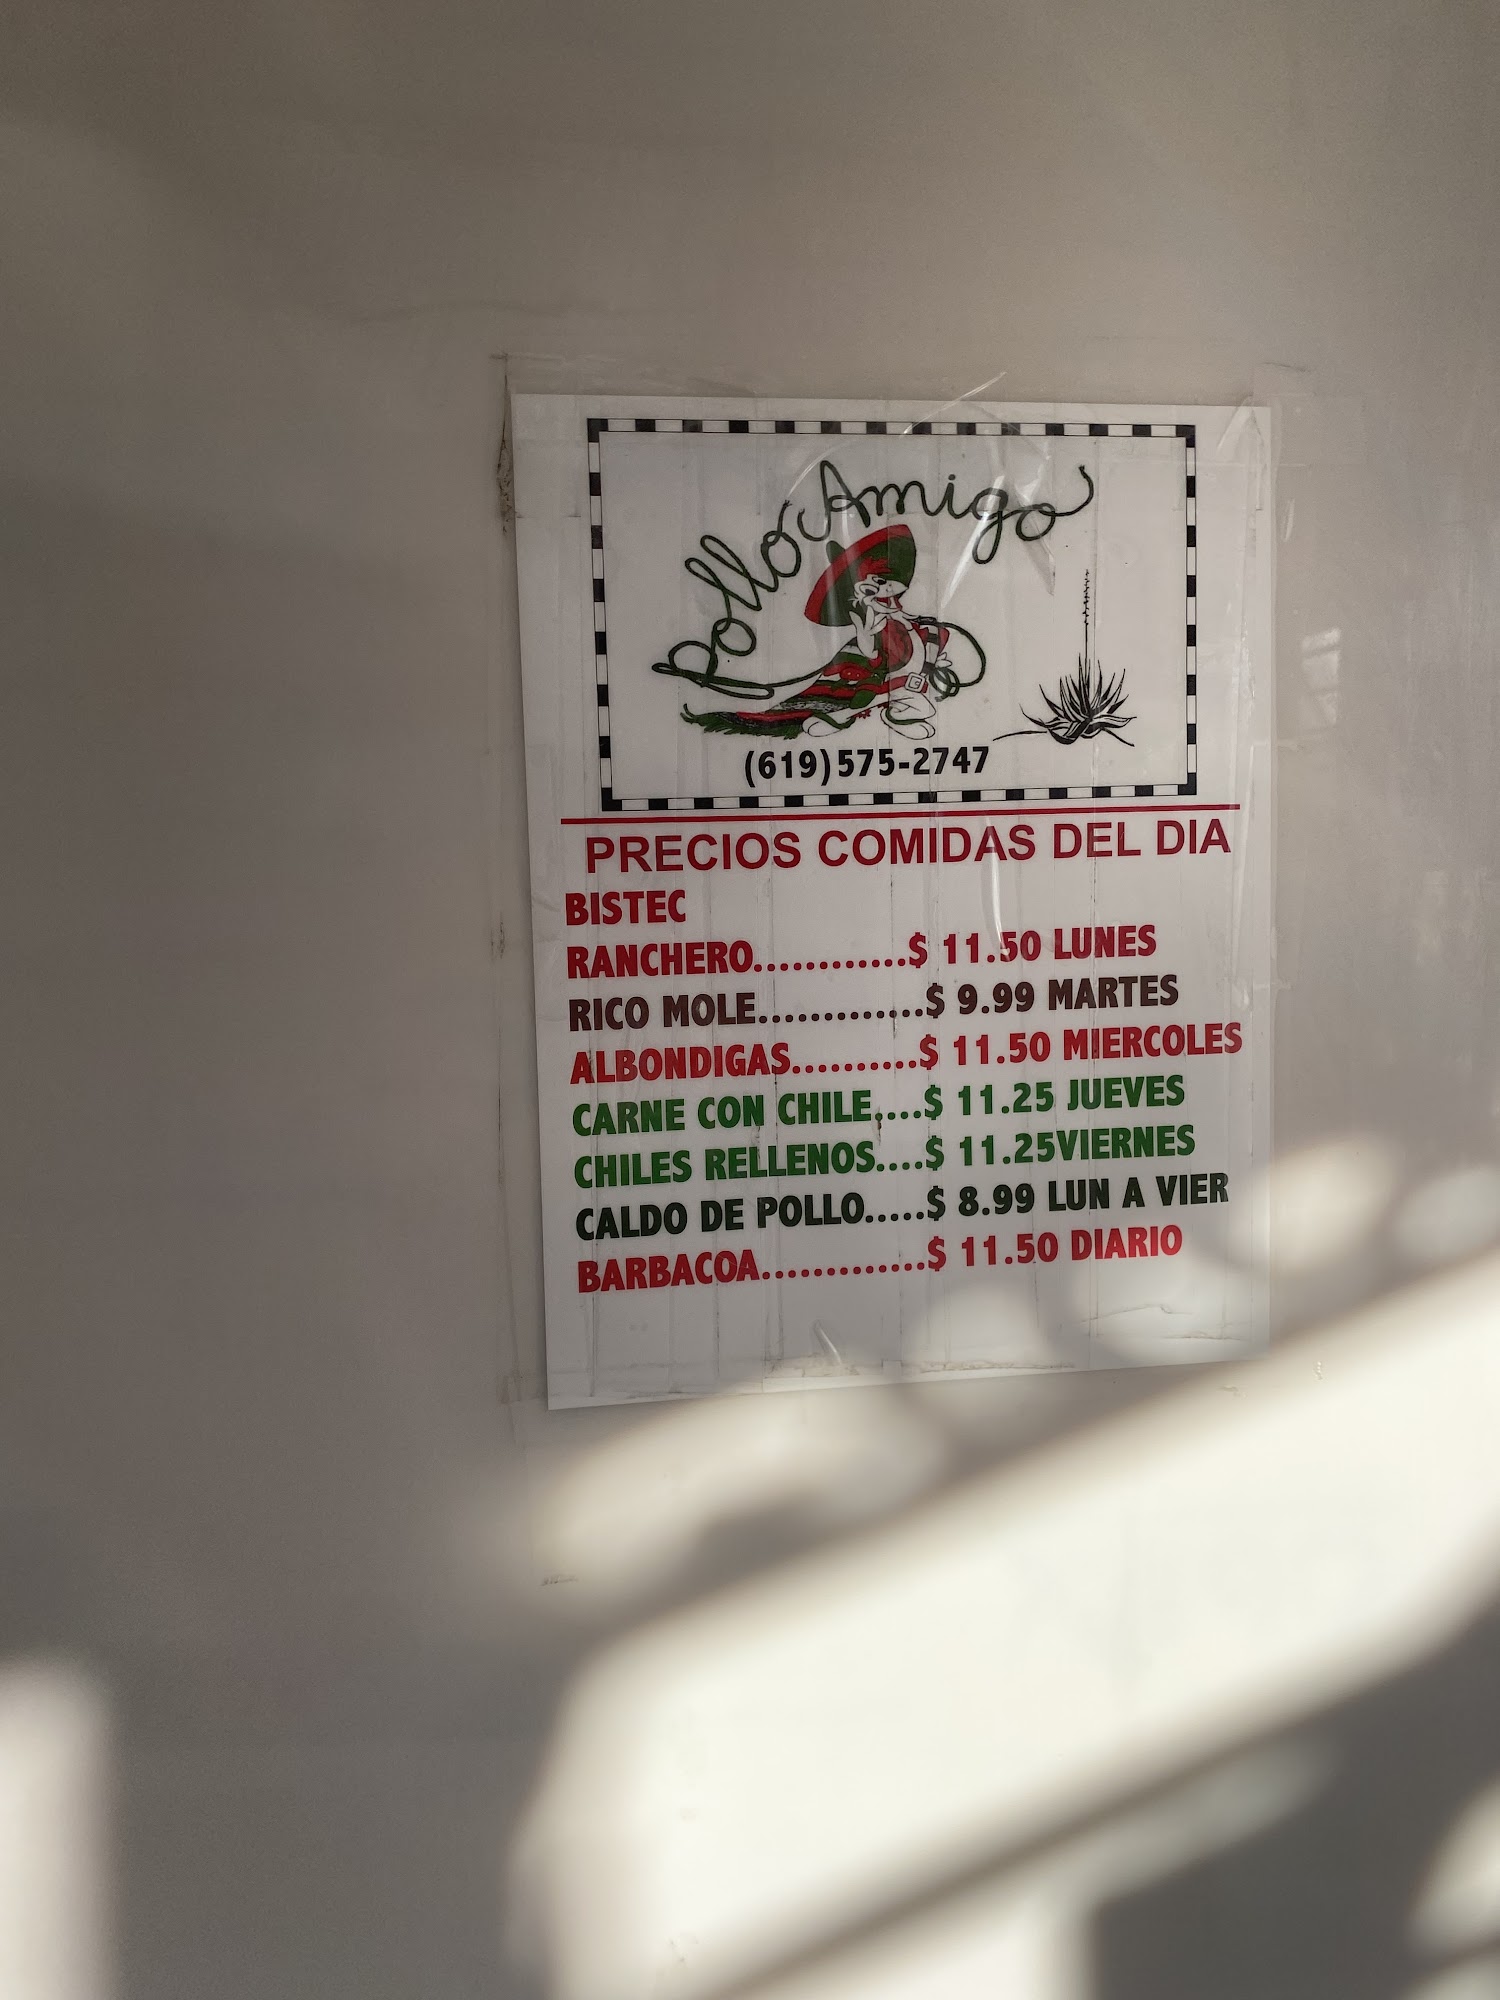 Pollo Amigo
(619)575-2747
PRECIOS COMIDAS DEL DIA
BISTEC
RANCHERO............$ 11.50 LUNES
RICO MOLE.............$ 9.99 MARTES
ALBONDIGAS..........$ 11.50 MIERCOLES
CARNE CON CHILE....$ 11.25 JUEVES
CHILES RELLENOS....$ 11.25VIERNES
CALDO DE POLLO.....$ 8.99 LUN A VIER
BARBACOA.............$ 11.50 DIARIO